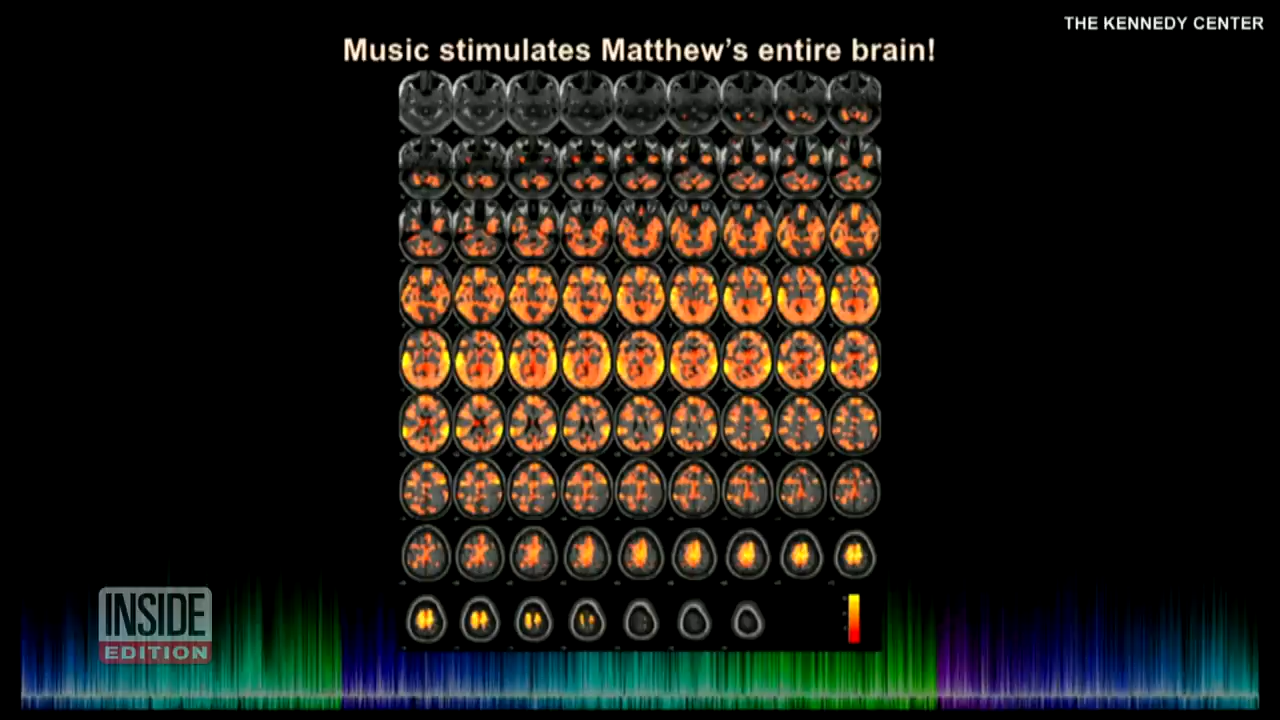 THE KENNEDY CENTER
Music stimulates Matthew’s entire brain!
INSIDE
EDITION